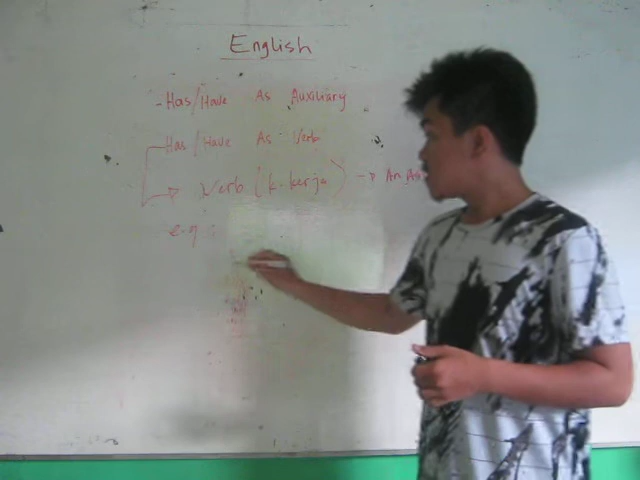 English
- Has/Have As Auxiliary
Has/Have As Verb
→ Verb (k. kerja) → An As
e.g :